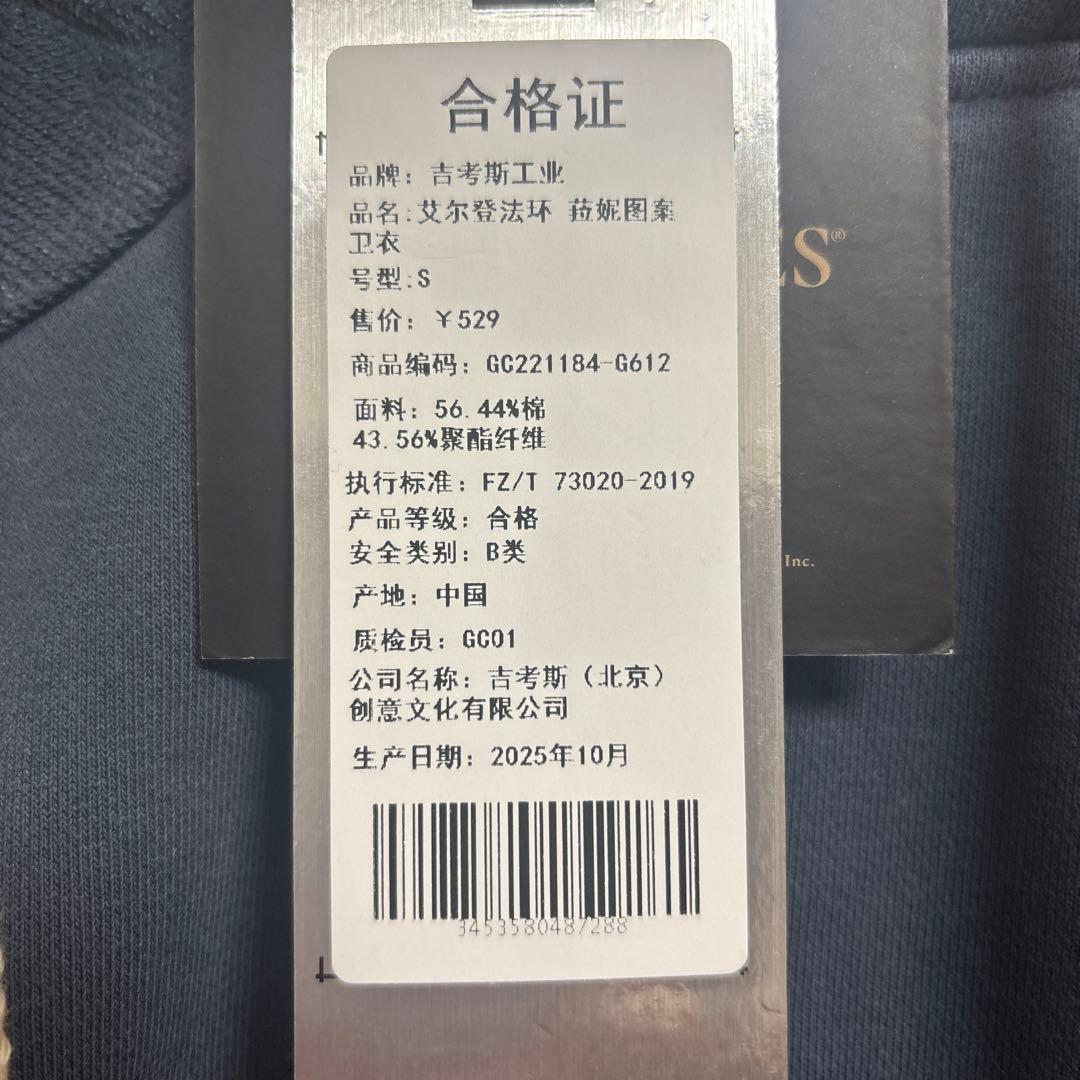 合格证
品牌：吉考斯工业
品名:艾尔登法环 菈妮图案
卫衣
号型:S
售价：￥529
商品编码：GC221184-G612
面料：56.44%棉
43.56%聚酯纤维
执行标准：FZ/T 73020-2019
产品等级：合格
安全类别：B类
产地：中国
质检员：GC01
公司名称：吉考斯（北京）
创意文化有限公司
生产日期：2025年10月
3453580487288
ES®
Inc.